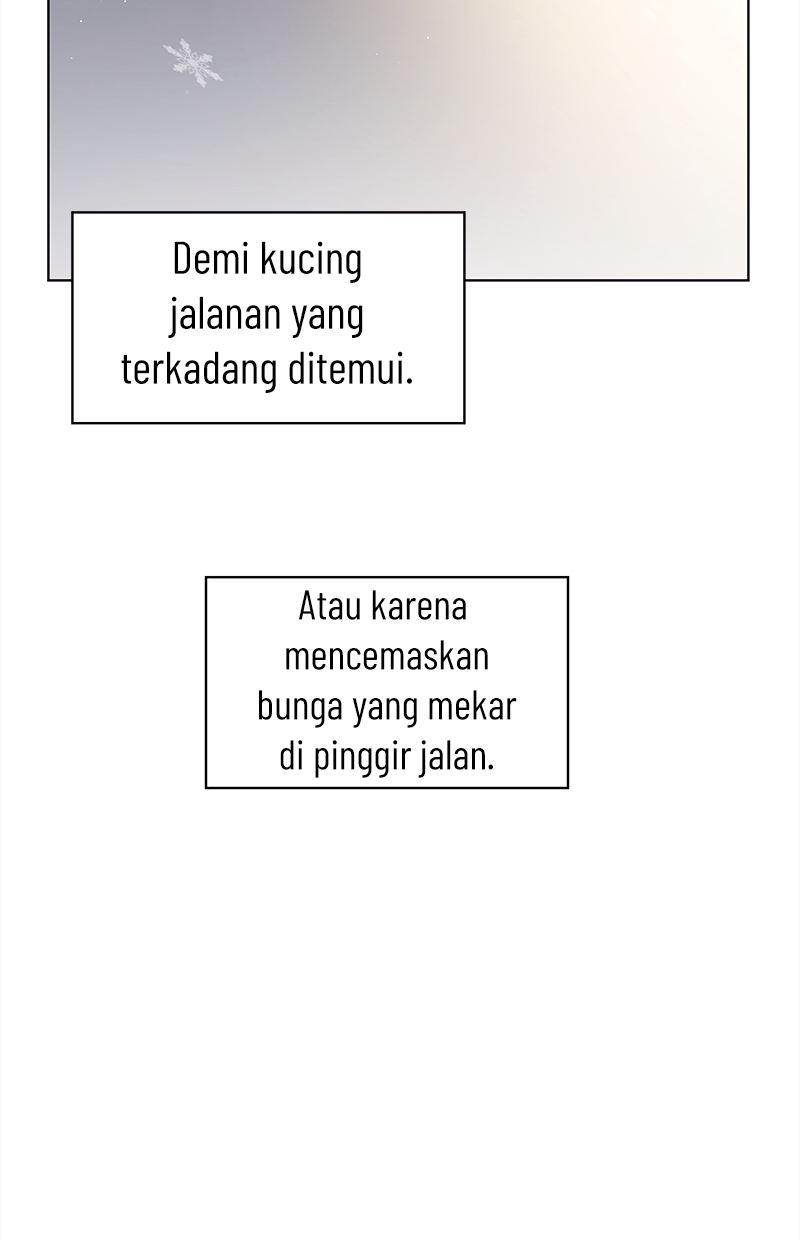 Demi kucing
jalanan yang
terkadang ditemui.
Atau karena
mencemaskan
bunga yang mekar
di pinggir jalan.